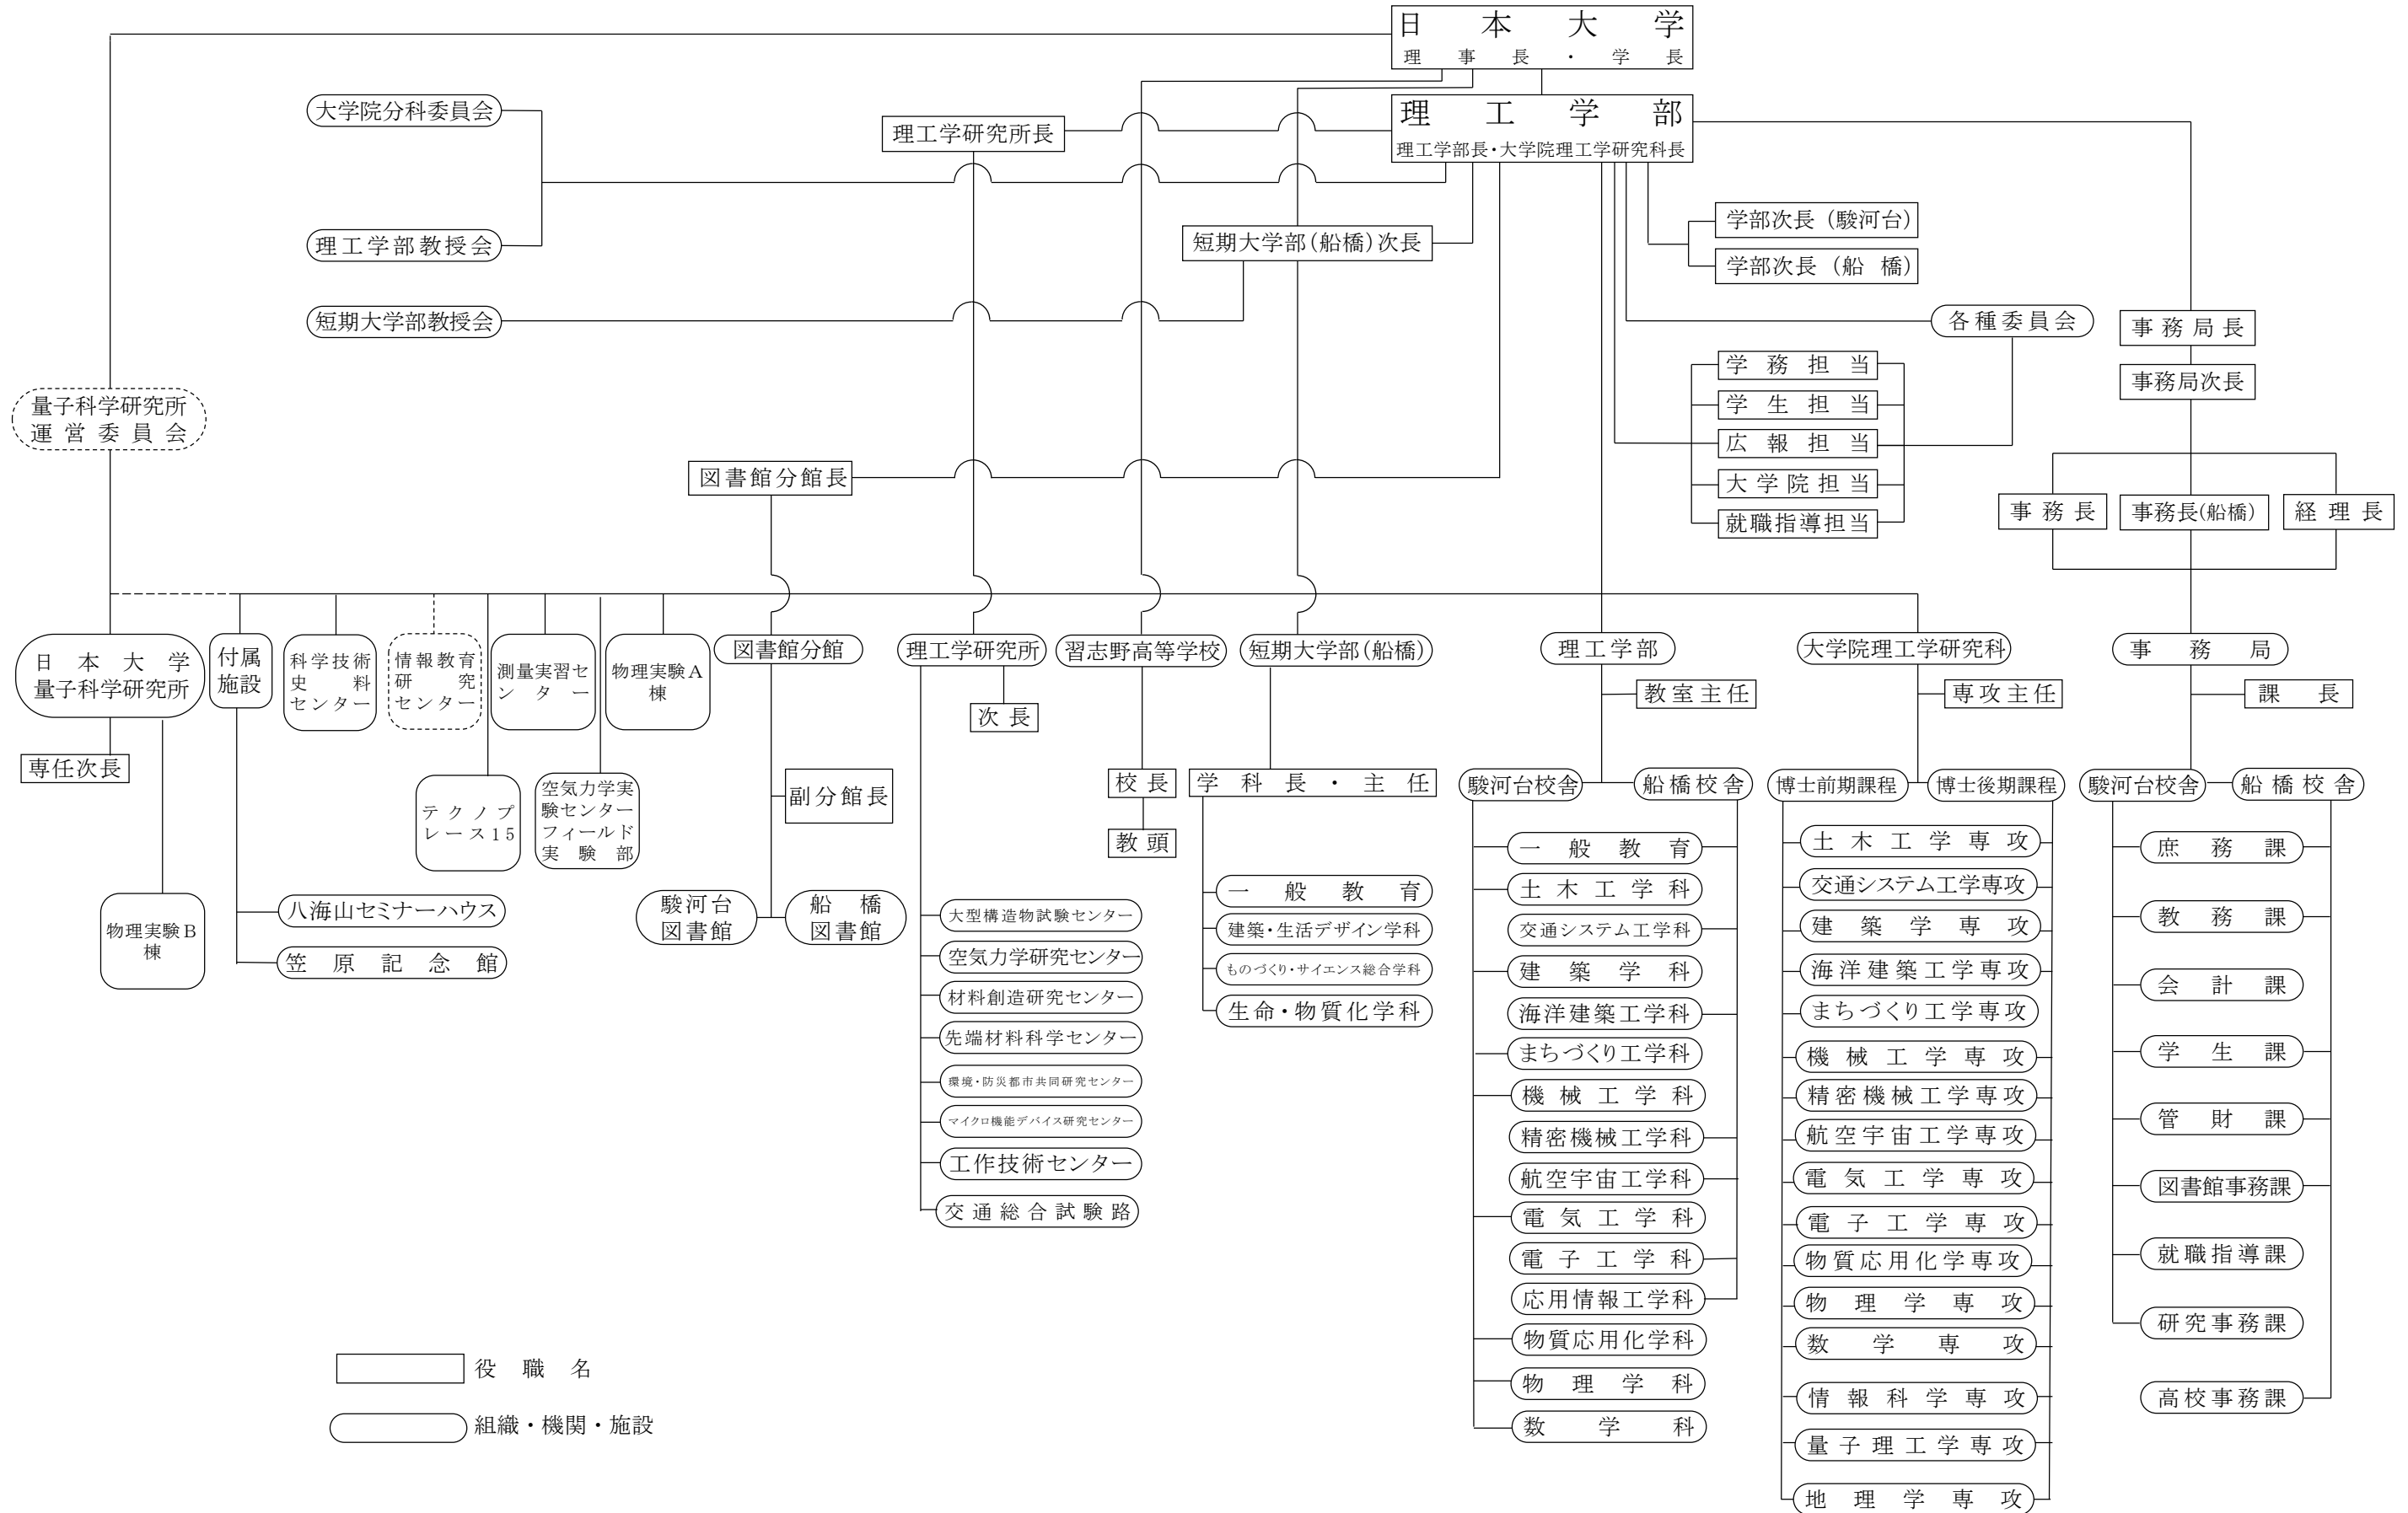 日本大学
理事長・学長
理工学部
理工学部長・大学院理工学研究科長
大学院分科委員会
理工学研究所長
理工学部教授会
短期大学部(船橋)次長
学部次長(駿河台)
学部次長(船橋)
短期大学部教授会
各種委員会
事務局長
事務局次長
学務担当
学生担当
広報担当
大学院担当
就職指導担当
量子科学研究所
運営委員会
図書館分館長
事務長
事務長(船橋)
経理長
日本大学
量子科学研究所
付属
施設
科学技術
史料
センター
情報教育
研究
センター
測量実習セ
ンター
物理実験A
棟
図書館分館
理工学研究所
習志野高等学校
短期大学部(船橋)
理工学部
大学院理工学研究科
事務局
教室主任
専攻主任
課長
次長
専任次長
テクノプ
レース15
空気力学実
験センター
フィールド
実験部
副分館長
校長
教頭
学科長・主任
駿河台校舎
船橋校舎
博士前期課程
博士後期課程
駿河台校舎
船橋校舎
物理実験B
棟
八海山セミナーハウス
笠原記念館
駿河台
図書館
船橋
図書館
大型構造物試験センター
空気力学研究センター
材料創造研究センター
先端材料科学センター
環境・防災都市共同研究センター
マイクロ機能デバイス研究センター
工作技術センター
交通総合試験路
一般教育
建築・生活デザイン学科
ものづくり・サイエンス総合学科
生命・物質化学科
一般教育
土木工学科
交通システム工学科
建築学科
海洋建築工学科
まちづくり工学科
機械工学科
精密機械工学科
航空宇宙工学科
電気工学科
電子工学科
応用情報工学科
物質応用化学科
物理学科
数学科
土木工学専攻
交通システム工学専攻
建築学専攻
海洋建築工学専攻
まちづくり工学専攻
機械工学専攻
精密機械工学専攻
航空宇宙工学専攻
電気工学専攻
電子工学専攻
物質応用化学専攻
物理学専攻
数学専攻
情報科学専攻
量子理工学専攻
地理学専攻
庶務課
教務課
会計課
学生課
管財課
図書館事務課
就職指導課
研究事務課
高校事務課
役職名
組織・機関・施設